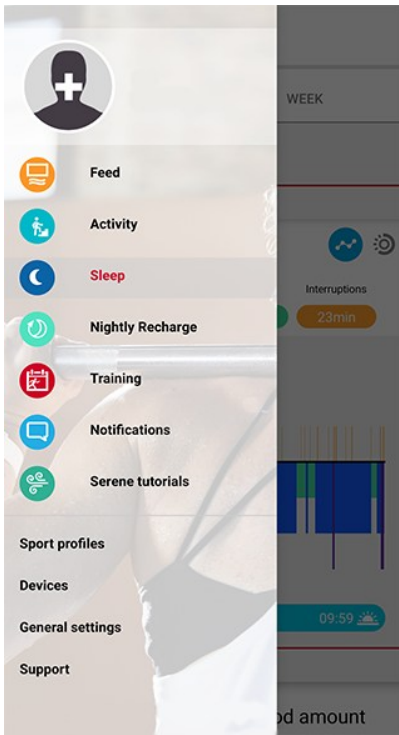 WEEK
Feed
Activity
Sleep
Interruptions
23min
Nightly Recharge
Training
Notifications
Serene tutorials
Sport profiles
Devices
09:59
General settings
Support
od amount